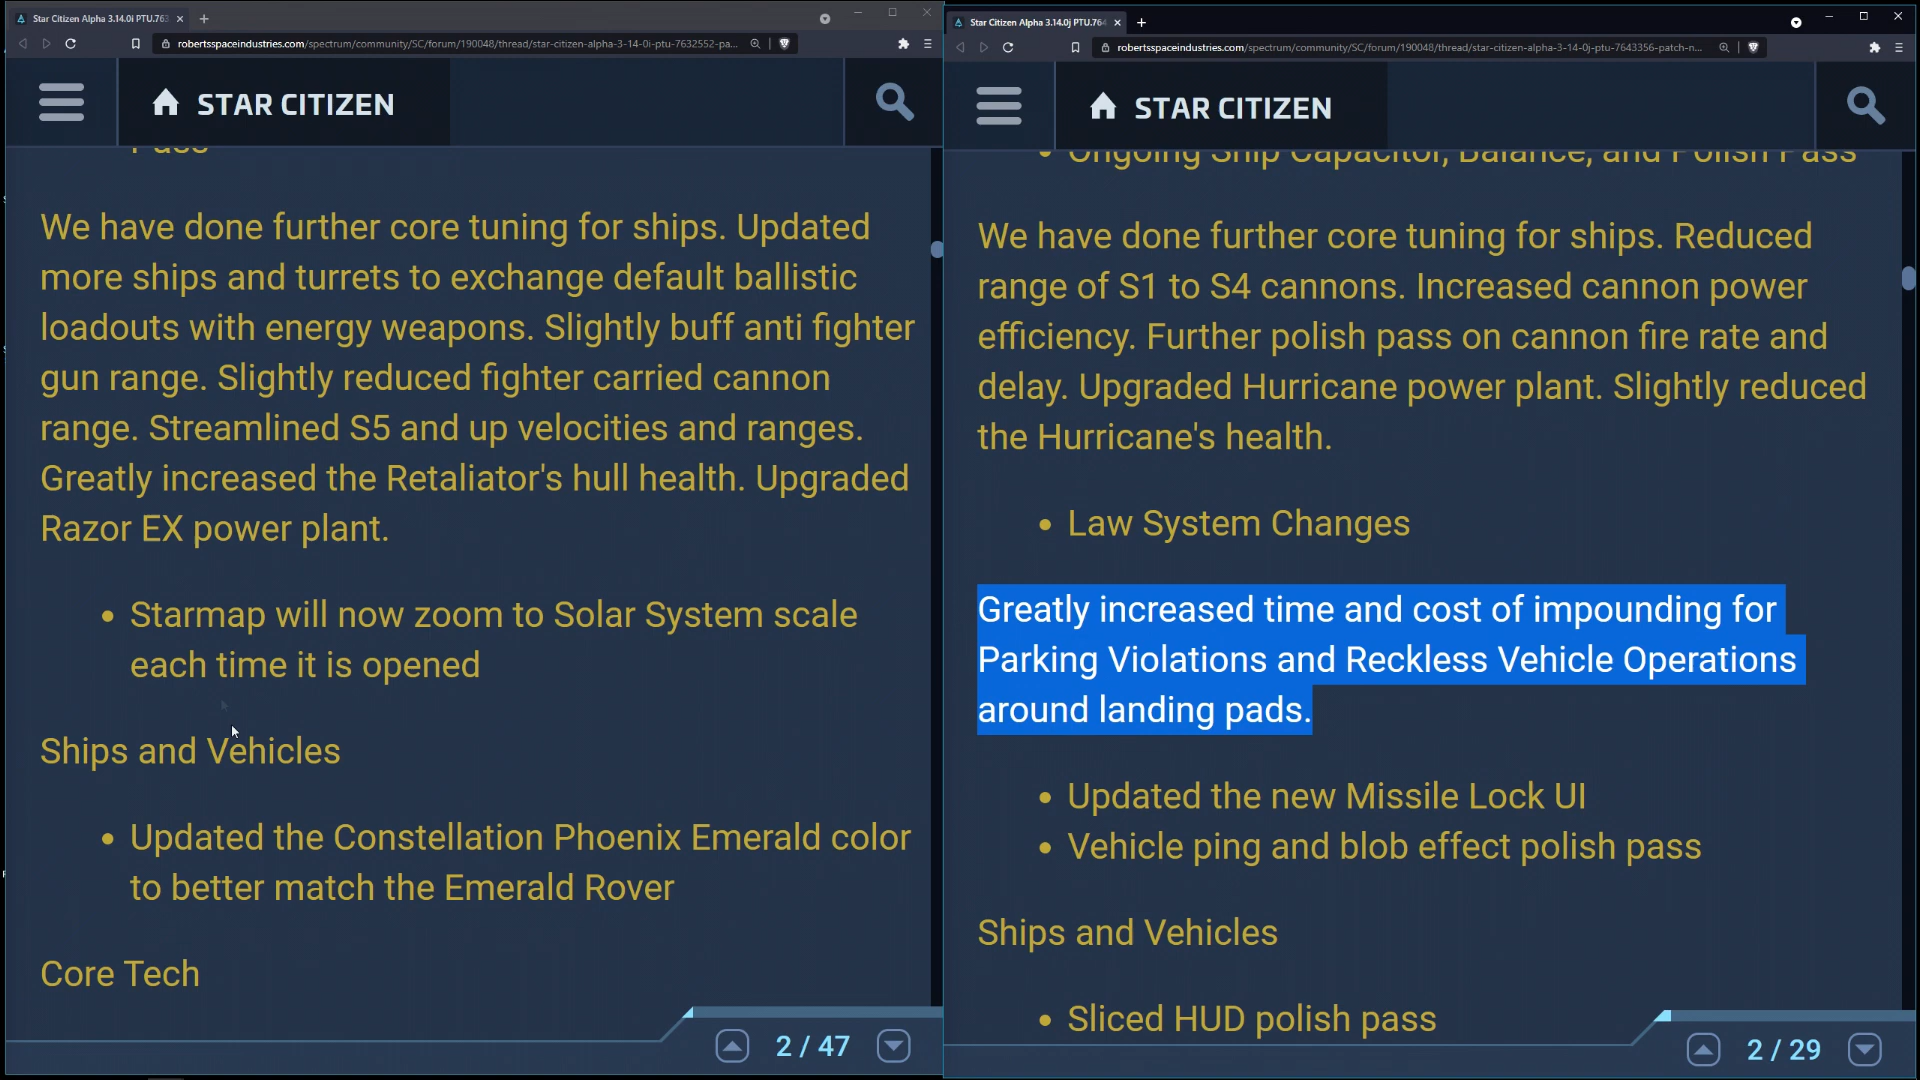 Star Citizen Alpha 3.14.0i PTU.763
robertsspaceindustries.com/spectrum/community/SC/forum/190048/thread/star-citizen-alpha-3-14-0i-ptu-7632552-pa...
STAR CITIZEN
Pass
We have done further core tuning for ships. Updated
more ships and turrets to exchange default ballistic
loadouts with energy weapons. Slightly buff anti fighter
gun range. Slightly reduced fighter carried cannon
range. Streamlined S5 and up velocities and ranges.
Greatly increased the Retaliator's hull health. Upgraded
Razor EX power plant.
• Starmap will now zoom to Solar System scale
each time it is opened
Ships and Vehicles
• Updated the Constellation Phoenix Emerald color
to better match the Emerald Rover
Core Tech
2 / 47
Star Citizen Alpha 3.14.0j PTU.764
robertsspaceindustries.com/spectrum/community/SC/forum/190048/thread/star-citizen-alpha-3-14-0j-ptu-7643356-patch-n...
STAR CITIZEN
• Ongoing Ship Capacitor, Balance, and Polish Pass
We have done further core tuning for ships. Reduced
range of S1 to S4 cannons. Increased cannon power
efficiency. Further polish pass on cannon fire rate and
delay. Upgraded Hurricane power plant. Slightly reduced
the Hurricane's health.
• Law System Changes
Greatly increased time and cost of impounding for
Parking Violations and Reckless Vehicle Operations
around landing pads.
• Updated the new Missile Lock UI
• Vehicle ping and blob effect polish pass
Ships and Vehicles
• Sliced HUD polish pass
2 / 29